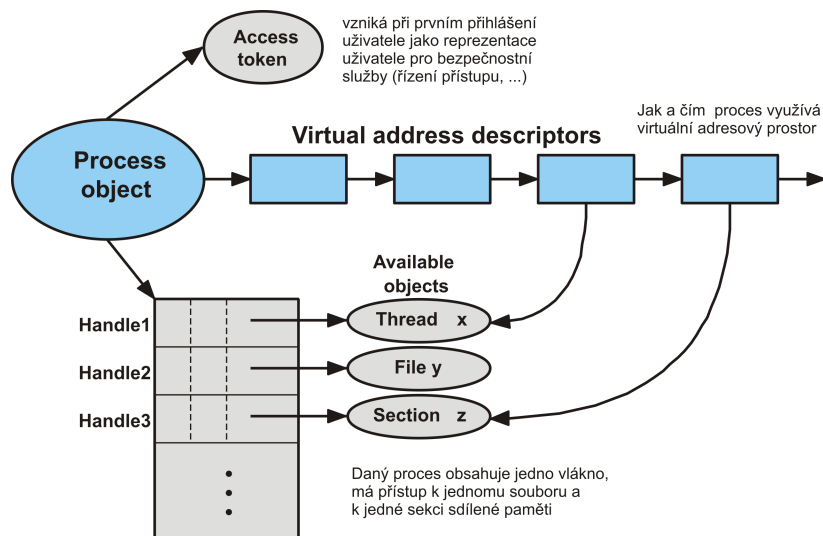 Access
token
vzniká při prvním přihlášení
uživatele jako reprezentace
uživatele pro bezpečnostní
služby (řízení přístupu, ...)
Jak a čím proces využívá
virtuální adresový prostor
Virtual address descriptors
Process
object
Available
objects
Handle1
Thread x
Handle2
File y
Handle3
Section z
Daný proces obsahuje jedno vlákno,
má přístup k jednomu souboru a
k jedné sekci sdílené paměti